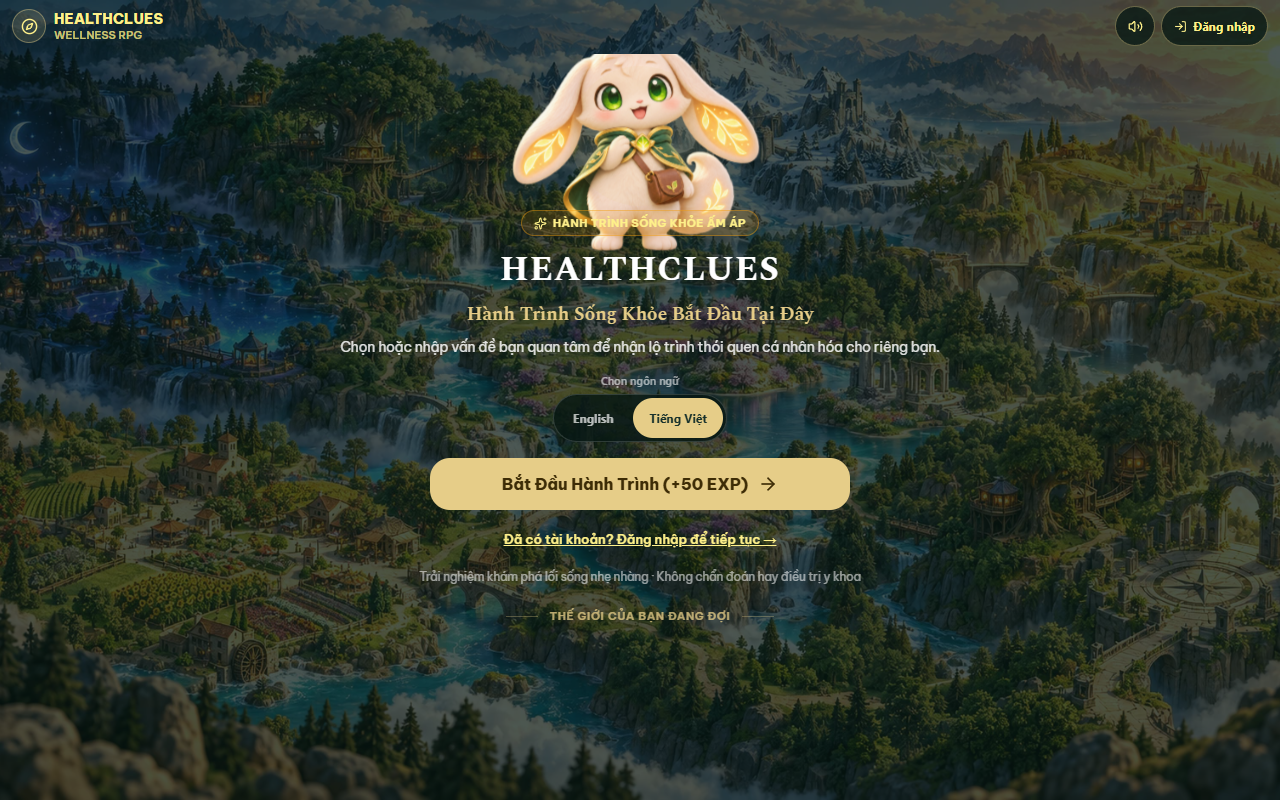 HEALTHCLUES
WELLNESS RPG
Đăng nhập
HÀNH TRÌNH SỐNG KHỎE ẤM ÁP
HEALTHCLUES
Hành Trình Sống Khỏe Bắt Đầu Tại Đây
Chọn hoặc nhập vấn đề bạn quan tâm để nhận lộ trình thói quen cá nhân hóa cho riêng bạn.
Chọn ngôn ngữ
English
Tiếng Việt
Bắt Đầu Hành Trình (+50 EXP) →
Đã có tài khoản? Đăng nhập để tiếp tục →
Trải nghiệm khám phá lối sống nhẹ nhàng · Không chẩn đoán hay điều trị y khoa
THẾ GIỚI CỦA BẠN ĐANG ĐỢI